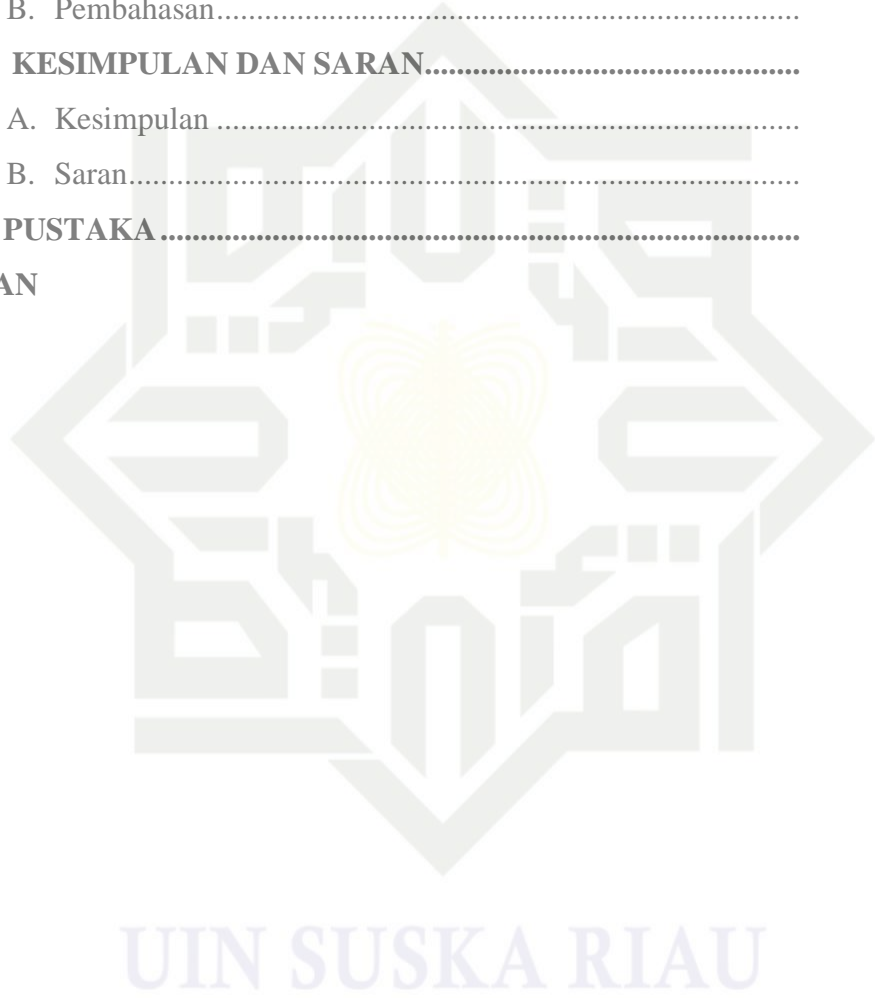 B. Pembahasan..........................................................................
KESIMPULAN DAN SARAN...............................................
A. Kesimpulan ..........................................................................
B. Saran.....................................................................................
PUSTAKA ................................................................................
AN
UIN SUSKA RIAU